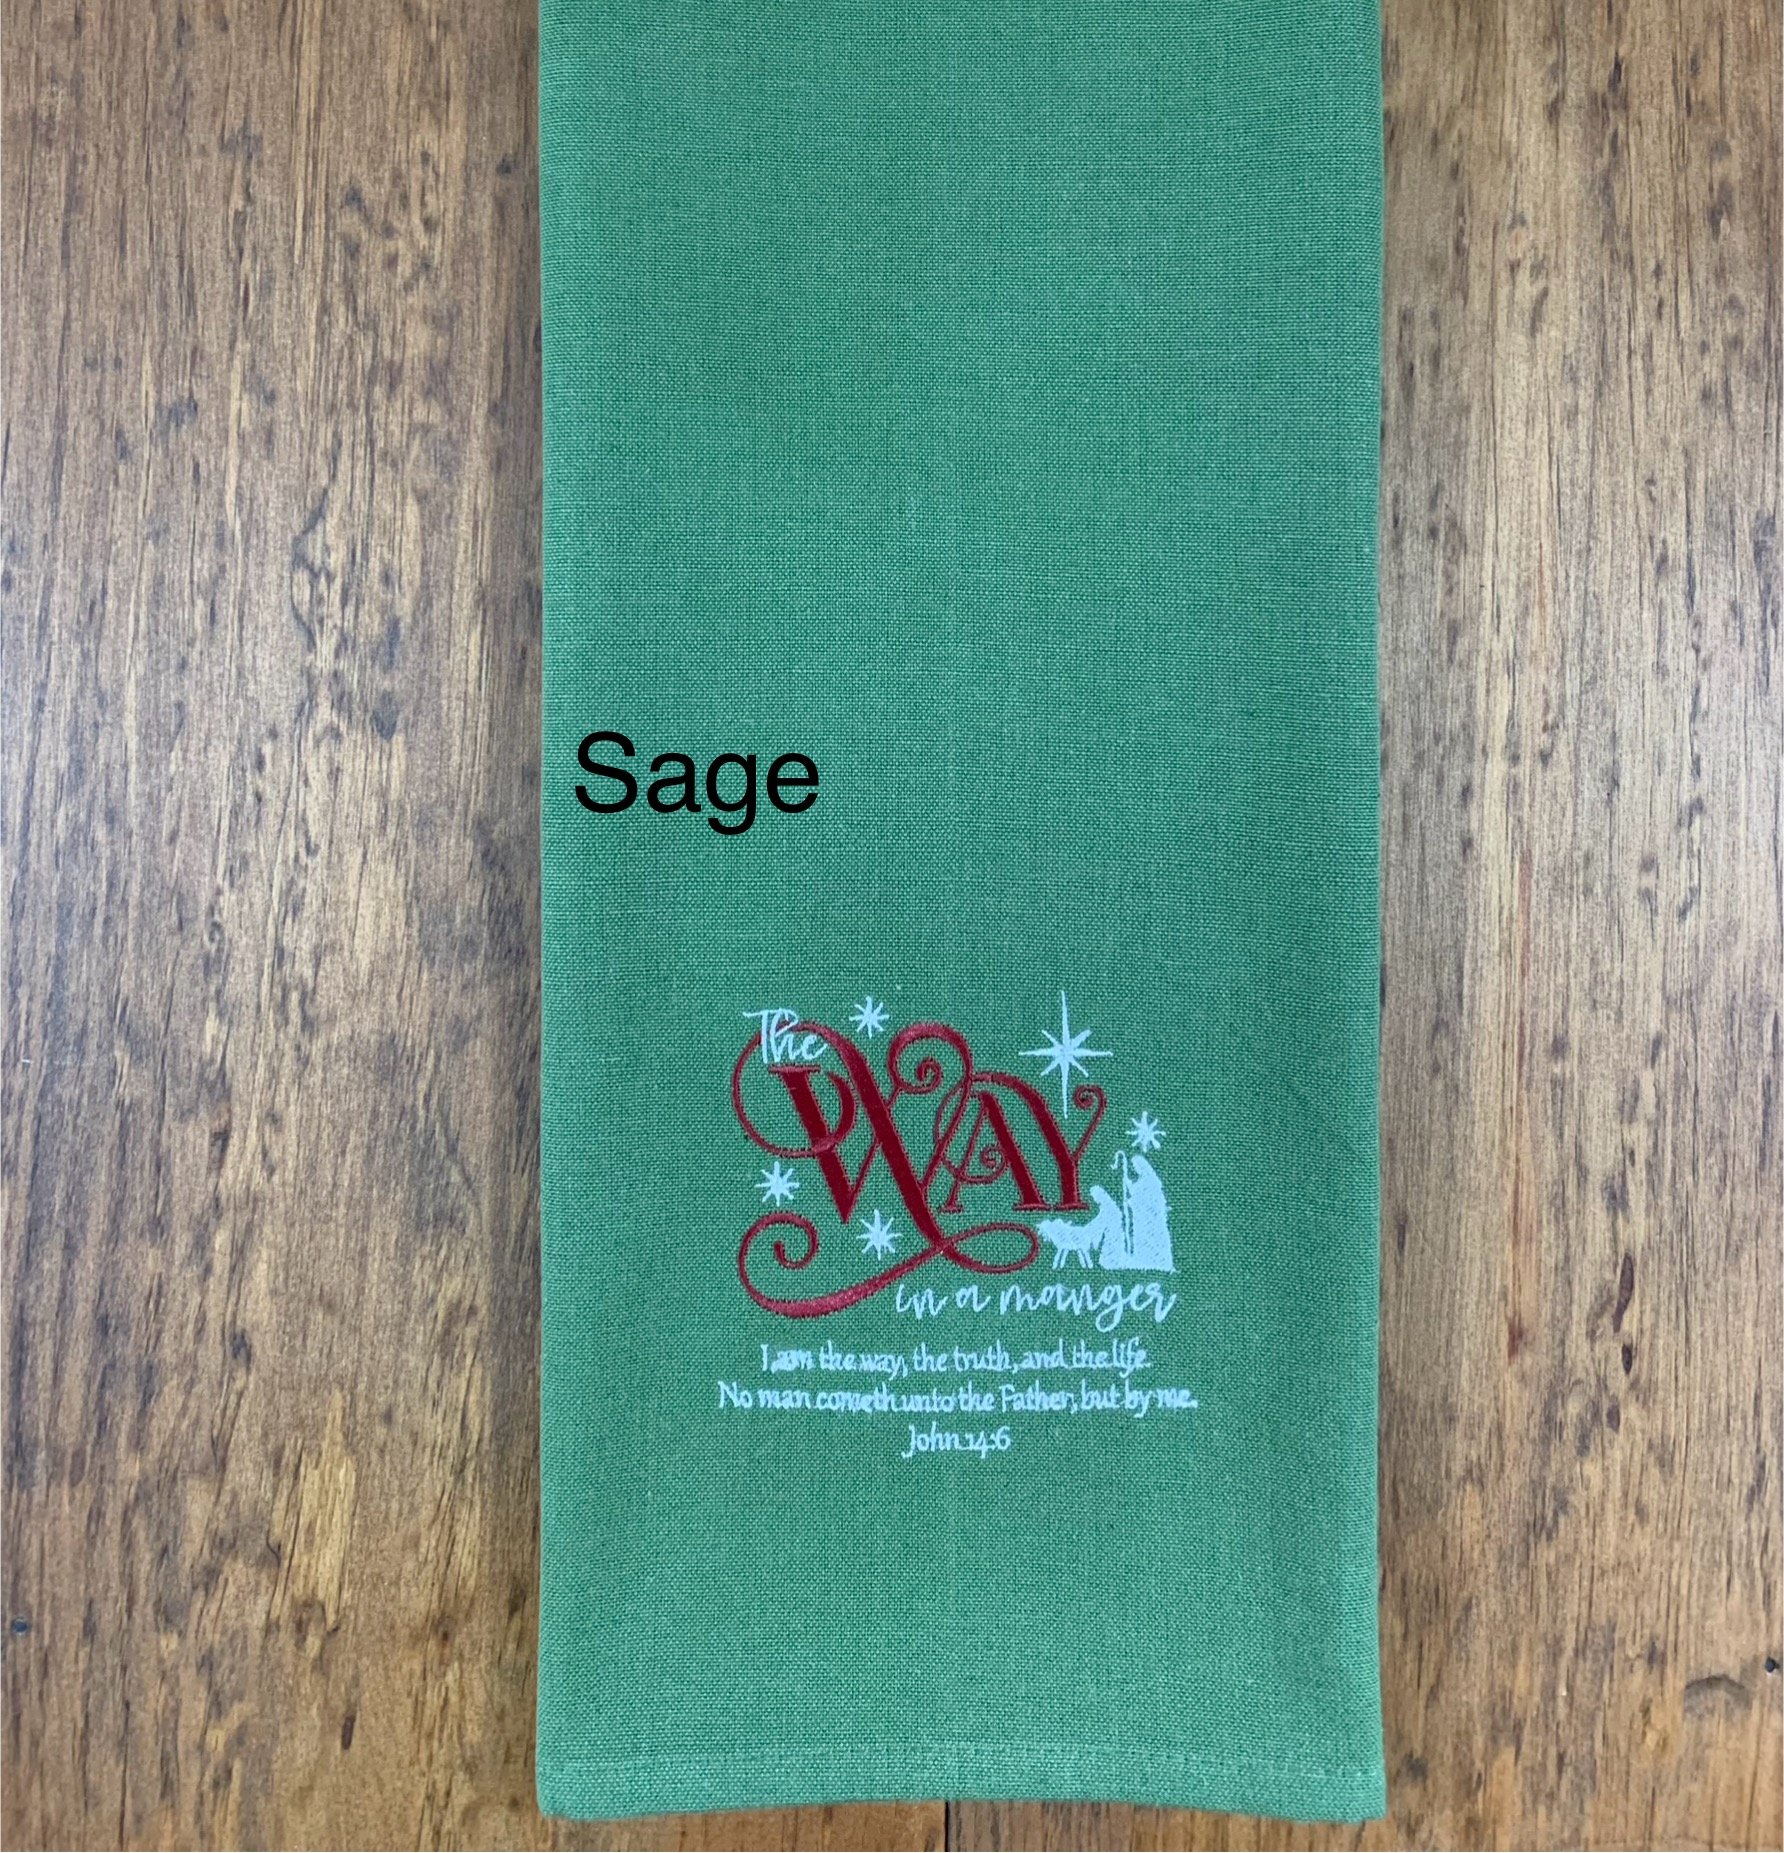 Sage
The
WAY
in a manger
I am the way, the truth, and the life.
No man cometh unto the Father, but by me.
John 14:6